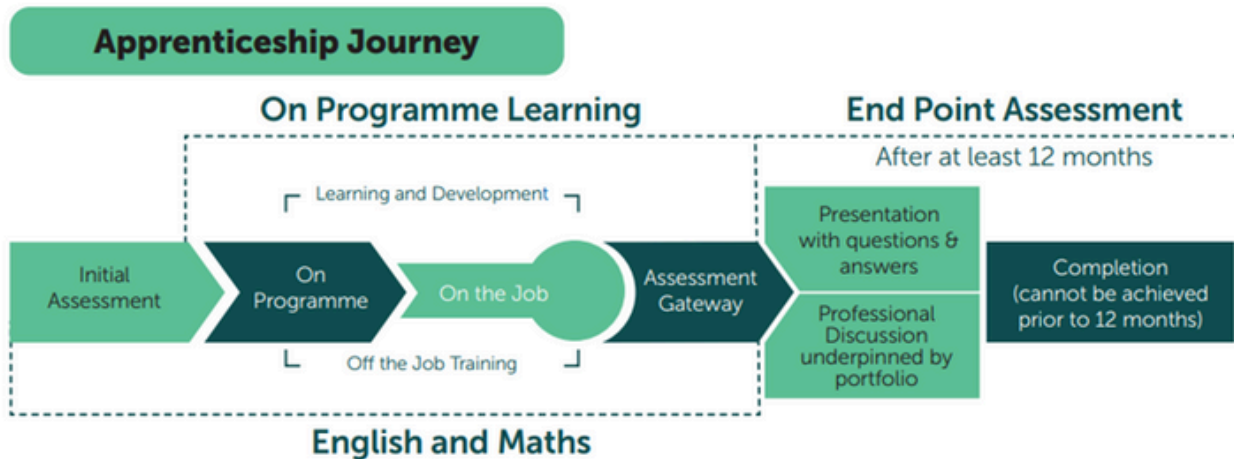 Apprenticeship Journey
On Programme Learning
End Point Assessment
After at least 12 months
Learning and Development
Initial
Assessment
On
Programme
On the Job
Assessment
Gateway
Presentation
with questions &
answers
Professional
Discussion
underpinned by
portfolio
Completion
(cannot be achieved
prior to 12 months)
Off the Job Training
English and Maths